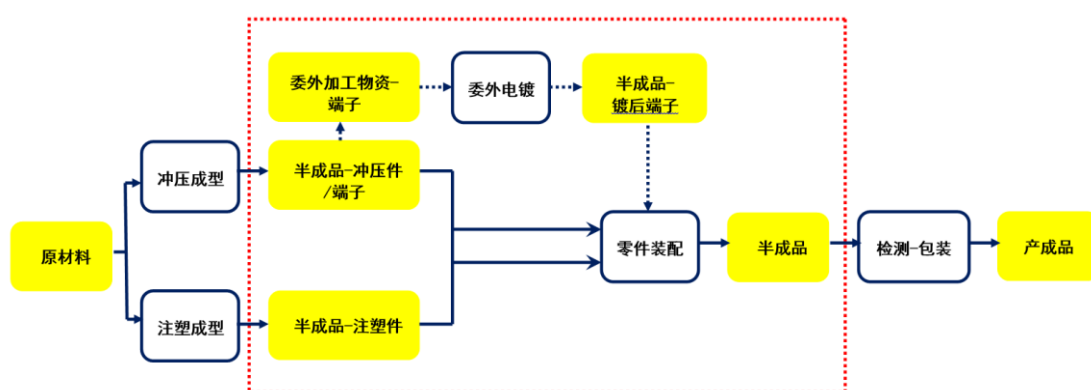 委外加工物资-
端子
委外电镀
半成品-
镀后端子
冲压成型
半成品-冲压件
/端子
原材料
零件装配
半成品
检测-包装
产成品
注塑成型
半成品-注塑件